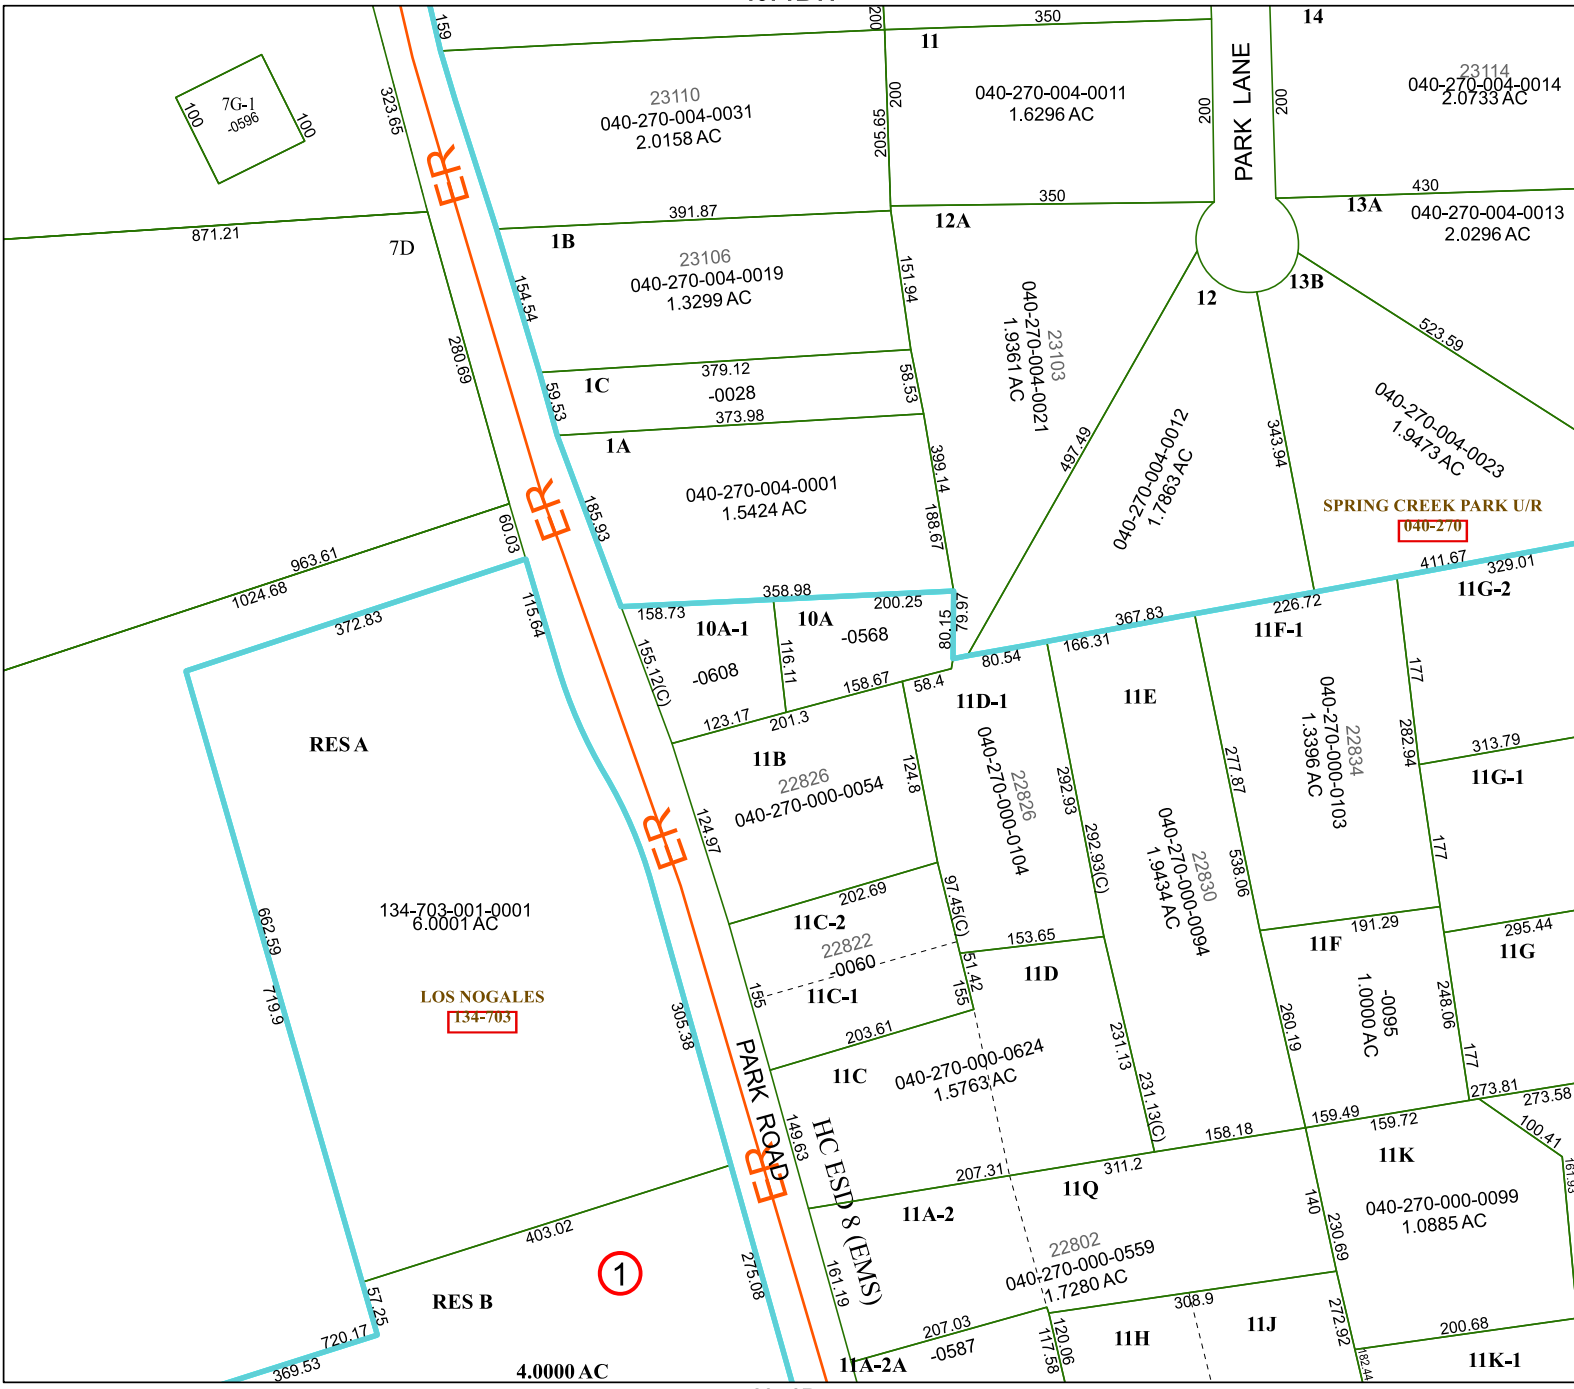 159
200
350
11
14
7G-1
-0596
100
100
323.65
23110
040-270-004-0031
2.0158 AC
205.65
200
040-270-004-0011
1.6296 AC
200
PARK LANE
200
23114
040-270-004-0014
2.0733 AC
ER
871.21
7D
391.87
1B
350
12A
430
13A
040-270-004-0013
2.0296 AC
23106
040-270-004-0019
1.3299 AC
154.54
151.94
12
13B
280.69
23103
040-270-004-0021
1.9361 AC
523.59
379.12
1C
-0028
59.53
58.53
373.98
1A
497.49
040-270-004-0012
1.7863 AC
343.94
040-270-004-0023
1.9473 AC
399.14
040-270-004-0001
1.5424 AC
185.93
188.67
SPRING CREEK PARK U/R
040-270
ER
60.03
963.61
1024.68
372.83
115.64
358.98
158.73
200.25
10A-1
10A
-0568
-0608
116.11
155.12(C)
79.97
80.15
411.67
329.01
11G-2
226.72
367.83
11F-1
166.31
80.54
158.67
58.4
123.17
201.3
11D-1
11E
177
282.94
313.79
11G-1
RES A
11B
22826
040-270-000-0054
124.8
124.97
22826
040-270-000-0104
292.93
292.93(C)
277.87
538.06
22834
040-270-000-0103
1.3396 AC
22830
040-270-000-0094
1.9434 AC
177
ER
202.69
11C-2
97.45(C)
22822
-0060
11C-1
155
155
51.42
153.65
11D
191.29
11F
295.44
11G
134-703-001-0001
6.0001 AC
662.59
719.9
LOS NOGALES
134-703
305.38
203.61
11C
040-270-000-0624
1.5763 AC
231.13
231.13(C)
260.19
-0095
1.0000 AC
248.06
177
PARK ROAD
149.63
HC ESD 8 (EMS)
273.81
273.58
159.49
159.72
158.18
100.41
161.93
11K
ER
207.31
311.2
11Q
11A-2
140
230.69
040-270-000-0099
1.0885 AC
403.02
1
275.08
161.19
22802
040-270-000-0559
1.7280 AC
57.25
RES B
720.17
369.53
4.0000 AC
207.03
-0587
11A-2A
120.06
117.58
308.9
11H
11J
272.92
182.44
200.68
11K-1